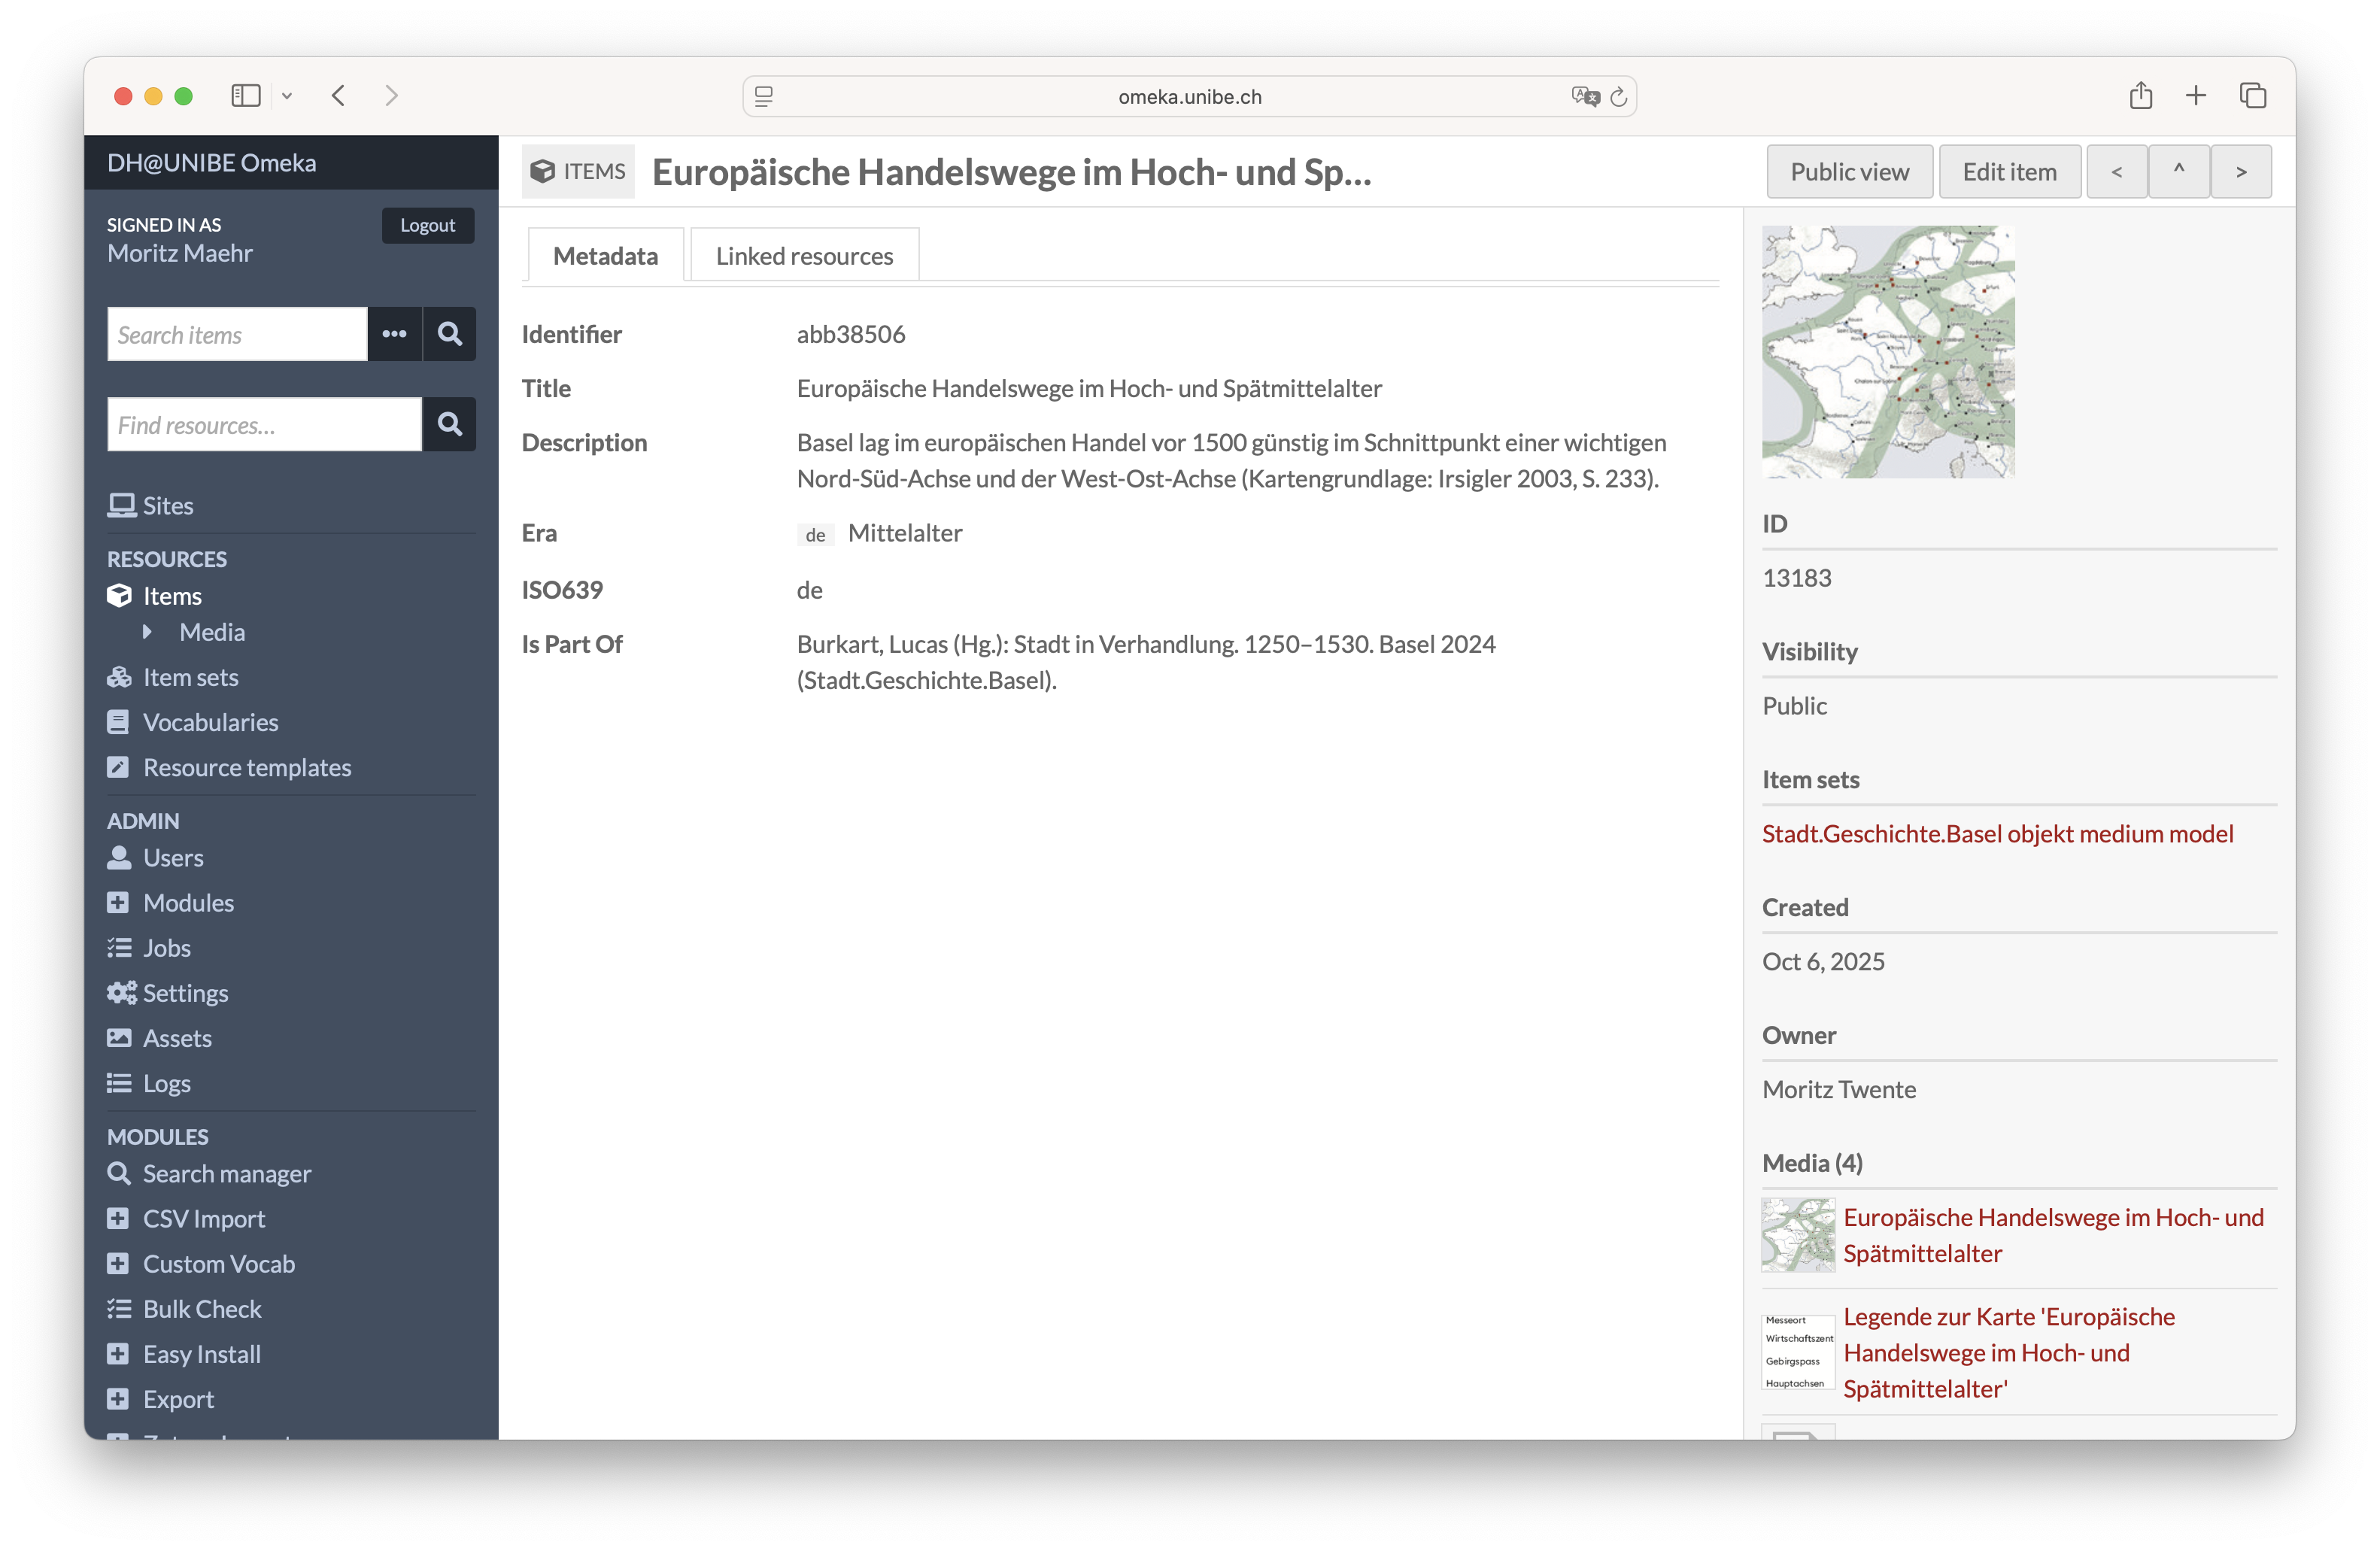 omeka.unibe.ch
DH@UNIBE Omeka
SIGNED IN AS
Moritz Maehr
Logout
Search items
Find resources...
Sites
RESOURCES
Items
Media
Item sets
Vocabularies
Resource templates
ADMIN
Users
Modules
Jobs
Settings
Assets
Logs
MODULES
Search manager
CSV Import
Custom Vocab
Bulk Check
Easy Install
Export
ITEMS
Europäische Handelswege im Hoch- und Sp...
Public view
Edit item
<
^
>
Metadata
Linked resources
Identifier
abb38506
Title
Europäische Handelswege im Hoch- und Spätmittelalter
Description
Basel lag im europäischen Handel vor 1500 günstig im Schnittpunkt einer wichtigen
Nord-Süd-Achse und der West-Ost-Achse (Kartengrundlage: Irsigler 2003, S. 233).
Era
de Mittelalter
ISO639
de
Is Part Of
Burkart, Lucas (Hg.): Stadt in Verhandlung. 1250–1530. Basel 2024
(Stadt.Geschichte.Basel).
ID
13183
Visibility
Public
Item sets
Stadt.Geschichte.Basel objekt medium model
Created
Oct 6, 2025
Owner
Moritz Twente
Media (4)
Europäische Handelswege im Hoch- und
Spätmittelalter
Messeort
Wirtschaftszent
Gebirgspass
Hauptachsen
Legende zur Karte 'Europäische
Handelswege im Hoch- und
Spätmittelalter'